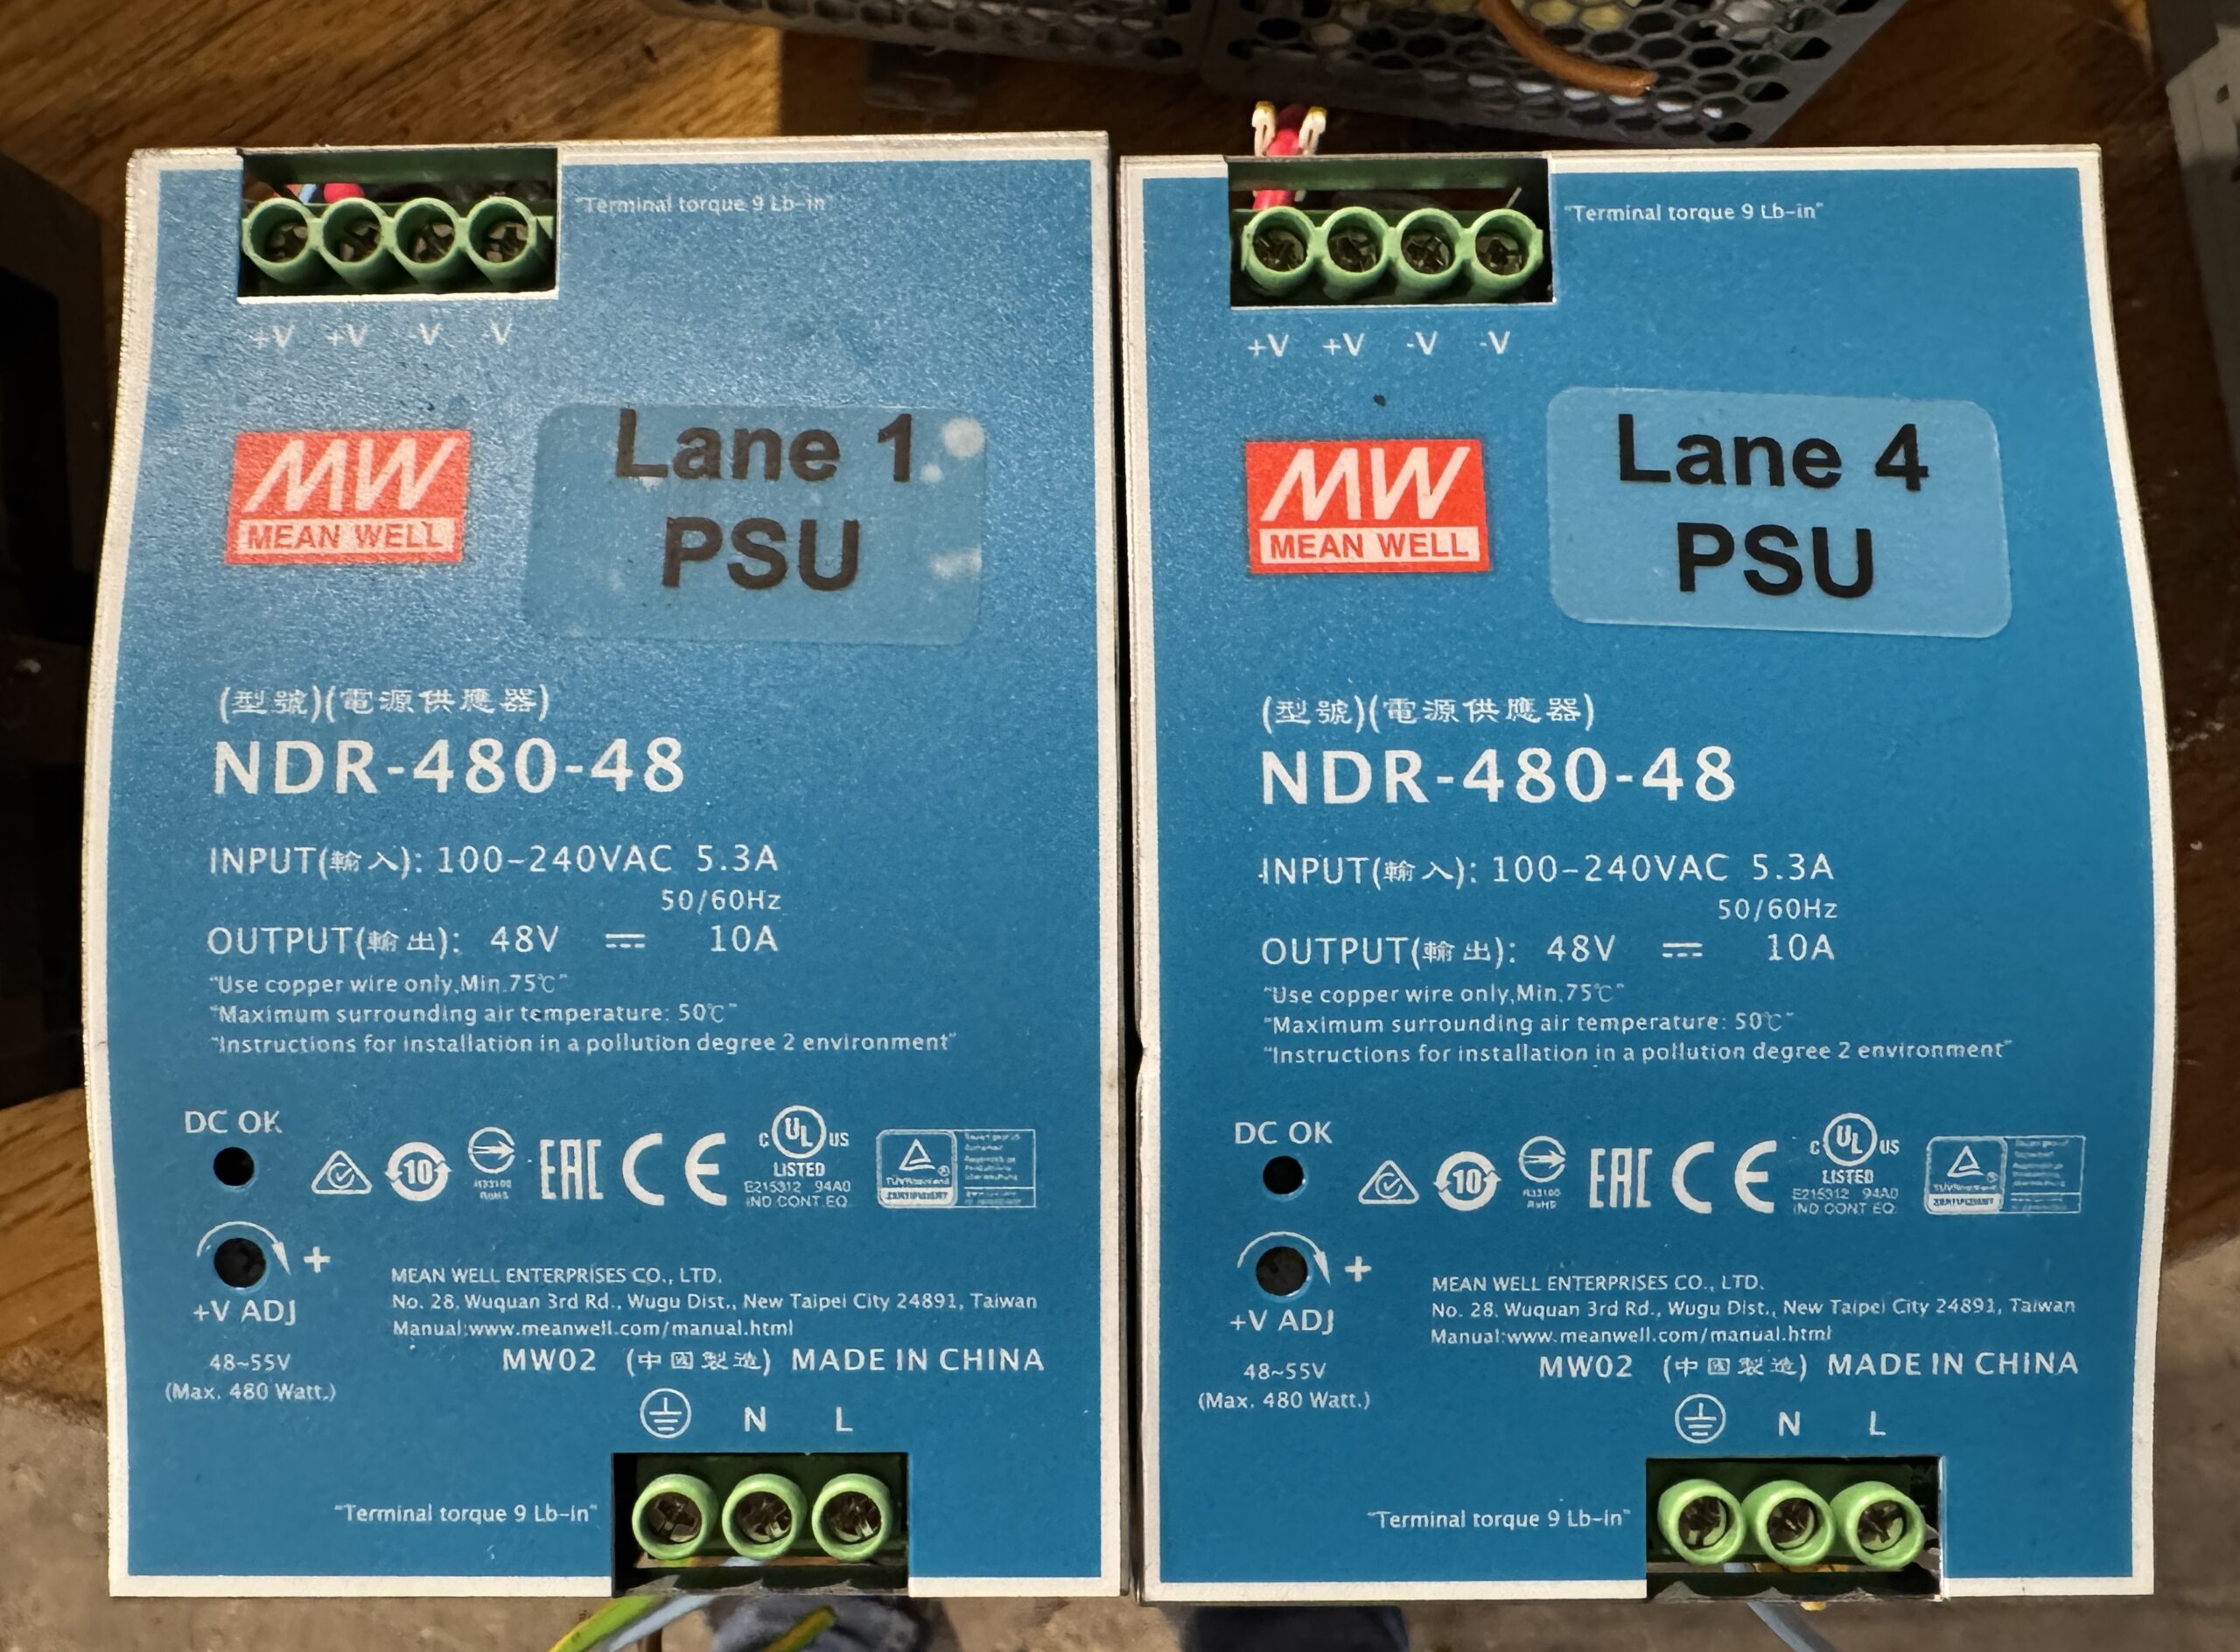 "Terminal torque 9 Lb-in"
+V +V -V -V
MW
MEAN WELL
Lane 1
PSU
(型號)(電源供應器)
NDR-480-48
INPUT(輸入): 100-240VAC 5.3A
50/60Hz
OUTPUT(輸出): 48V 10A
"Use copper wire only,Min.75℃"
"Maximum surrounding air temperature: 50℃"
"Instructions for installation in a pollution degree 2 environment"
DC OK
10
EAC
CE
C UL US
LISTED
E215312 94A0
IND.CONT.EQ.
+
+V ADJ
48~55V
(Max. 480 Watt.)
MEAN WELL ENTERPRISES CO., LTD.
No. 28, Wuquan 3rd Rd., Wugu Dist., New Taipei City 24891, Taiwan
Manual:www.meanwell.com/manual.html
MW02 (中國製造) MADE IN CHINA
N L
"Terminal torque 9 Lb-in"
"Terminal torque 9 Lb-in"
+V +V -V -V
MW
MEAN WELL
Lane 4
PSU
(型號)(電源供應器)
NDR-480-48
INPUT(輸入): 100-240VAC 5.3A
50/60Hz
OUTPUT(輸出): 48V 10A
"Use copper wire only,Min.75℃"
"Maximum surrounding air temperature: 50℃"
"Instructions for installation in a pollution degree 2 environment"
DC OK
10
EAC
CE
C UL US
LISTED
E215312 94A0
IND.CONT.EQ.
+
+V ADJ
48~55V
(Max. 480 Watt.)
MEAN WELL ENTERPRISES CO., LTD.
No. 28, Wuquan 3rd Rd., Wugu Dist., New Taipei City 24891, Taiwan
Manual:www.meanwell.com/manual.html
MW02 (中國製造) MADE IN CHINA
N L
"Terminal torque 9 Lb-in"